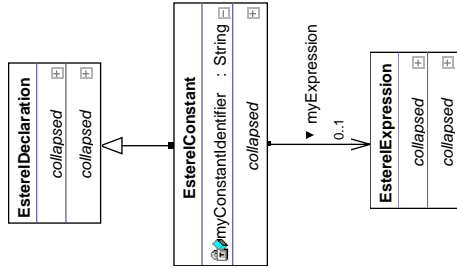 EsterelDeclaration
collapsed
collapsed
EsterelConstant
myConstantIdentifier : String
collapsed
myExpression
0..1
EsterelExpression
collapsed
collapsed